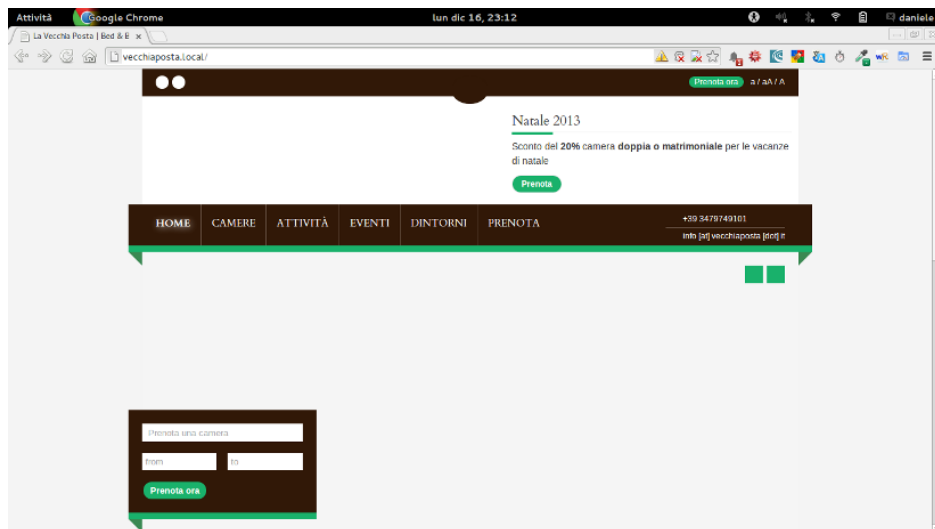 Attività Google Chrome lun dic 16, 23:12 daniele
La Vecchia Posta | Bed & B
vecchiaposta.local/
Prenota ora a / aA / A
Natale 2013
Sconto del 20% camera doppia o matrimoniale per le vacanze
di natale
Prenota
HOME CAMERE ATTIVITÀ EVENTI DINTORNI PRENOTA
+39 3479749101
info [at] vecchiaposta [dot] it
Prenota una camera
from to
Prenota ora